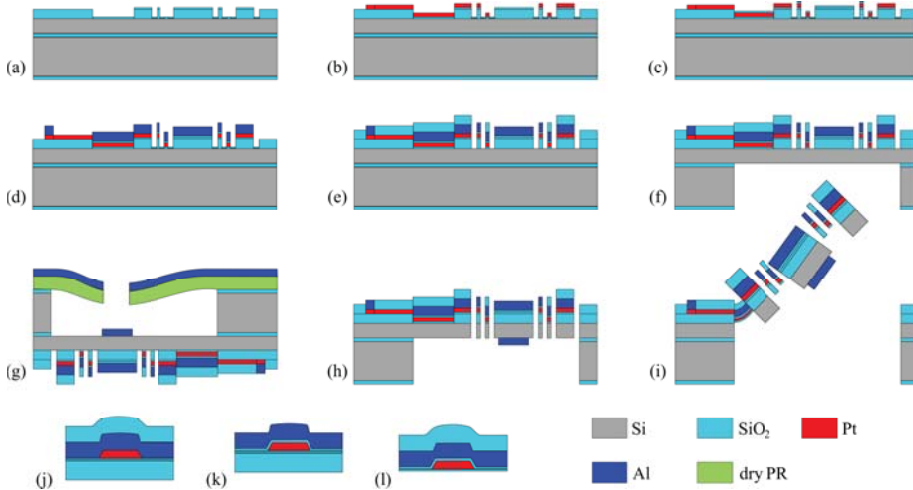 (a)
(b)
(c)
(d)
(e)
(f)
(g)
(h)
(i)
(j)
(k)
(l)
Si
SiO₂
Pt
Al
dry PR